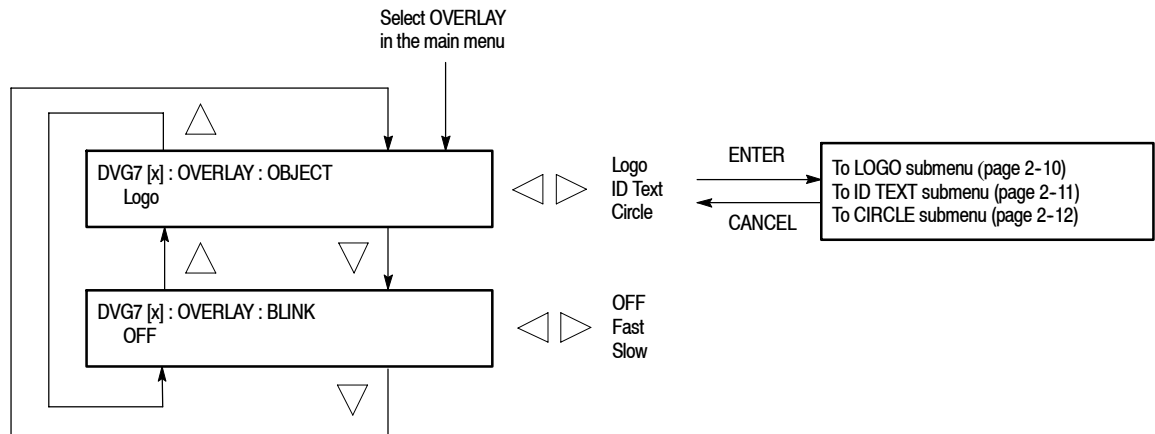 Select OVERLAY
in the main menu
DVG7 [x] : OVERLAY : OBJECT
Logo
Logo
ID Text
Circle
ENTER
CANCEL
To LOGO submenu (page 2-10)
To ID TEXT submenu (page 2-11)
To CIRCLE submenu (page 2-12)
DVG7 [x] : OVERLAY : BLINK
OFF
OFF
Fast
Slow